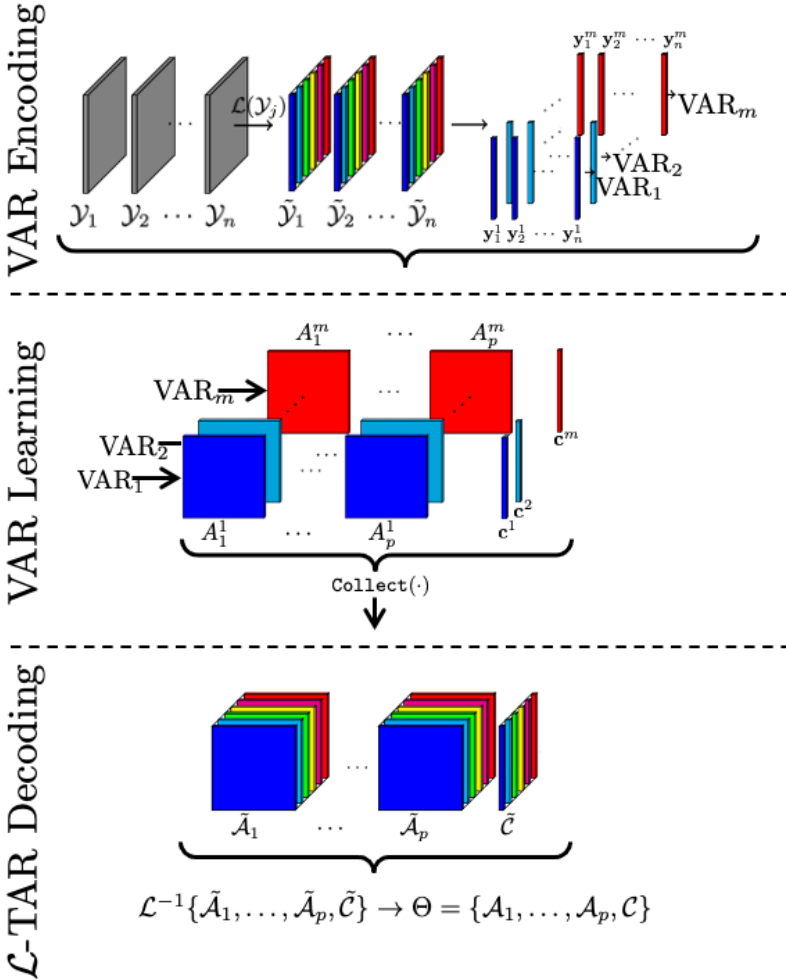 VAR Encoding
ℒ(𝒴_j)
𝒴_1 𝒴_2 ⋯ 𝒴_n
⋯
𝒴̃_1 𝒴̃_2 ⋯ 𝒴̃_n
⋯
𝐲_1^m 𝐲_2^m ⋯ 𝐲_n^m
VAR_m
VAR_2
VAR_1
𝐲_1^1 𝐲_2^1 ⋯ 𝐲_n^1
VAR Learning
A_1^m ⋯ A_p^m
VAR_m ⋯
𝐜^m
VAR_2
VAR_1
⋯
𝐜^2
A_1^1 ⋯ A_p^1 𝐜^1
Collect(·)
ℒ-TAR Decoding
⋯
𝒜̃_1 ⋯ 𝒜̃_p 𝒞̃
ℒ^{-1}{𝒜̃_1, …, 𝒜̃_p, 𝒞̃} → Θ = {𝒜_1, …, 𝒜_p, 𝒞}